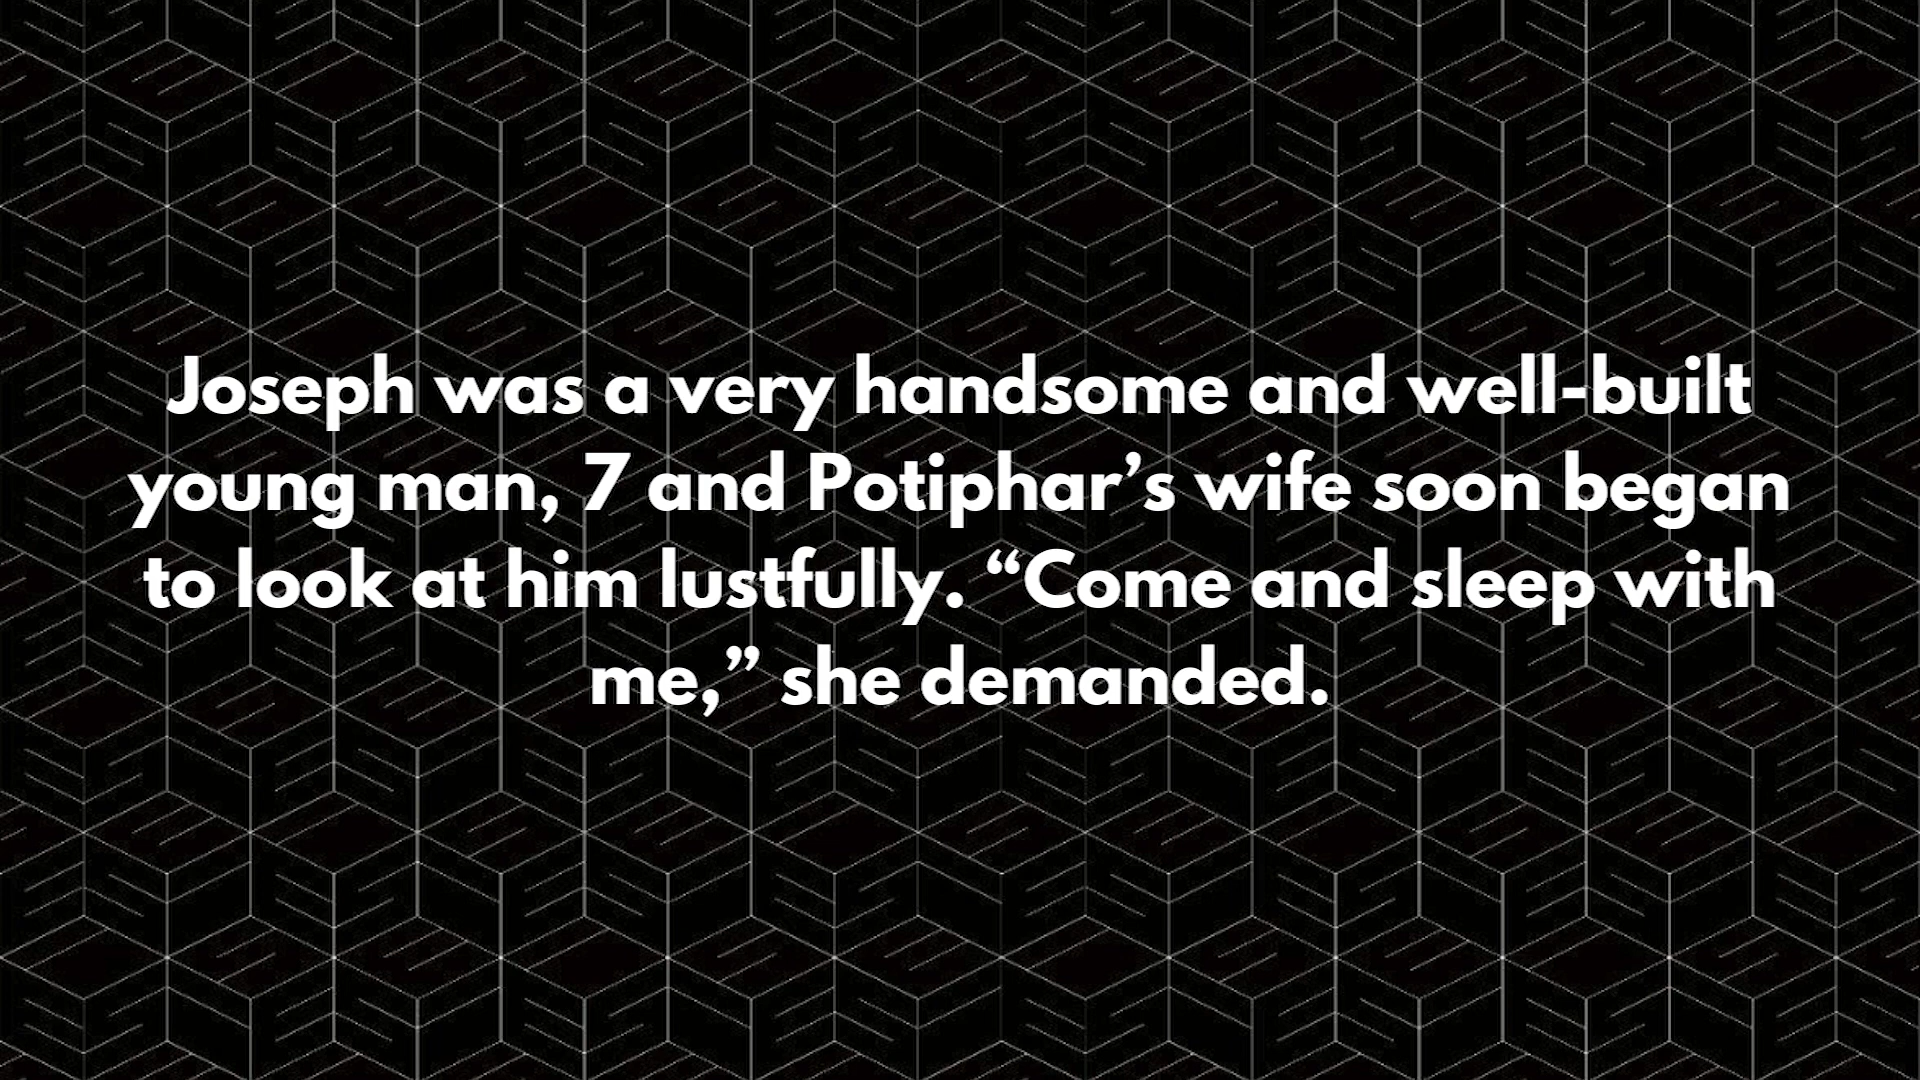 Joseph was a very handsome and well-built
young man, 7 and Potiphar’s wife soon began
to look at him lustfully. “Come and sleep with
me,” she demanded.